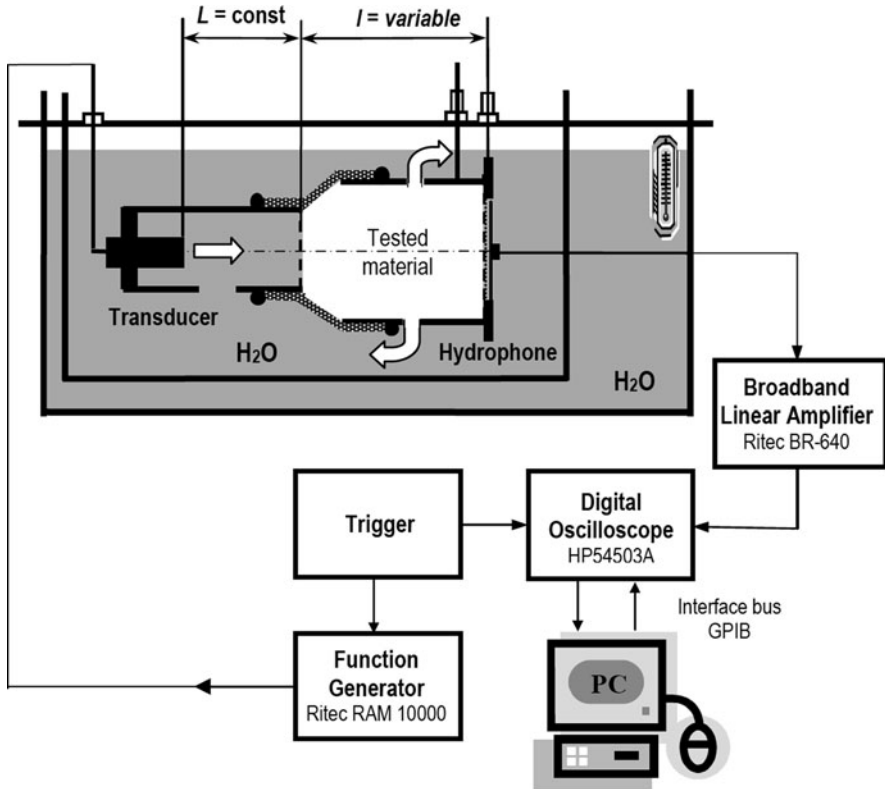 L = const
l = variable
Tested
material
Transducer
Hydrophone
H₂O
H₂O
Broadband
Linear Amplifier
Ritec BR-640
Trigger
Digital
Oscilloscope
HP54503A
Interface bus
GPIB
Function
Generator
Ritec RAM 10000
PC